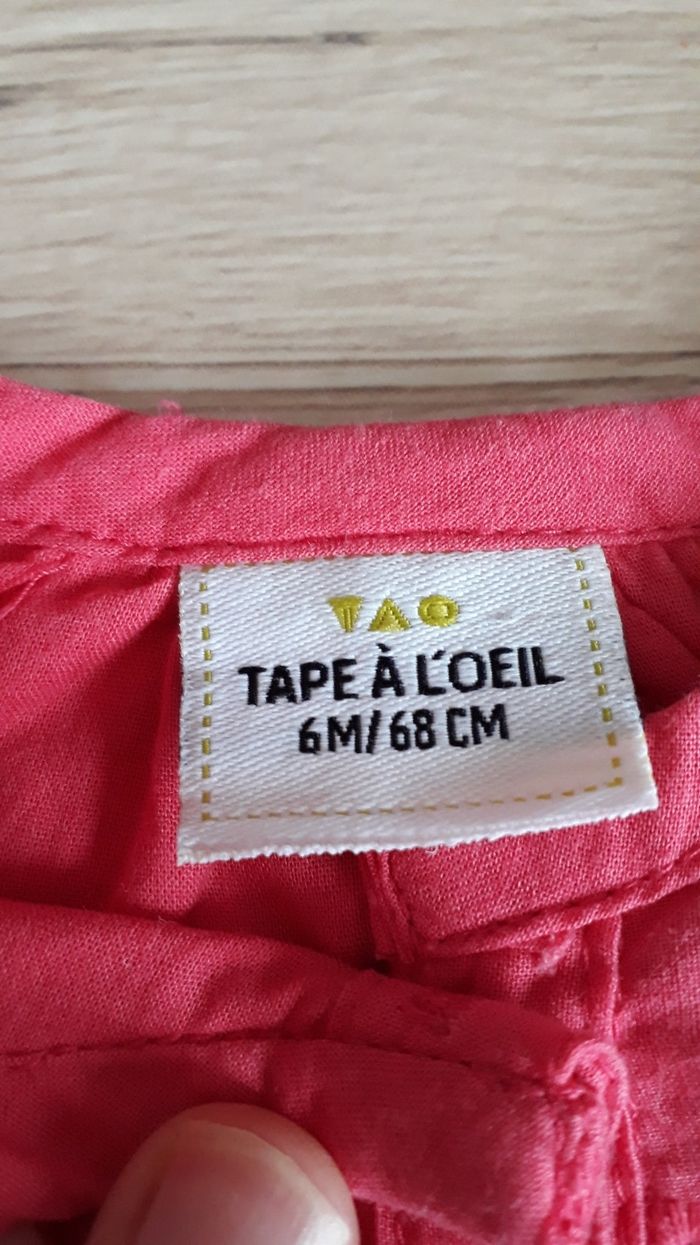 TAO
TAPE À L'OEIL
6M/68 CM